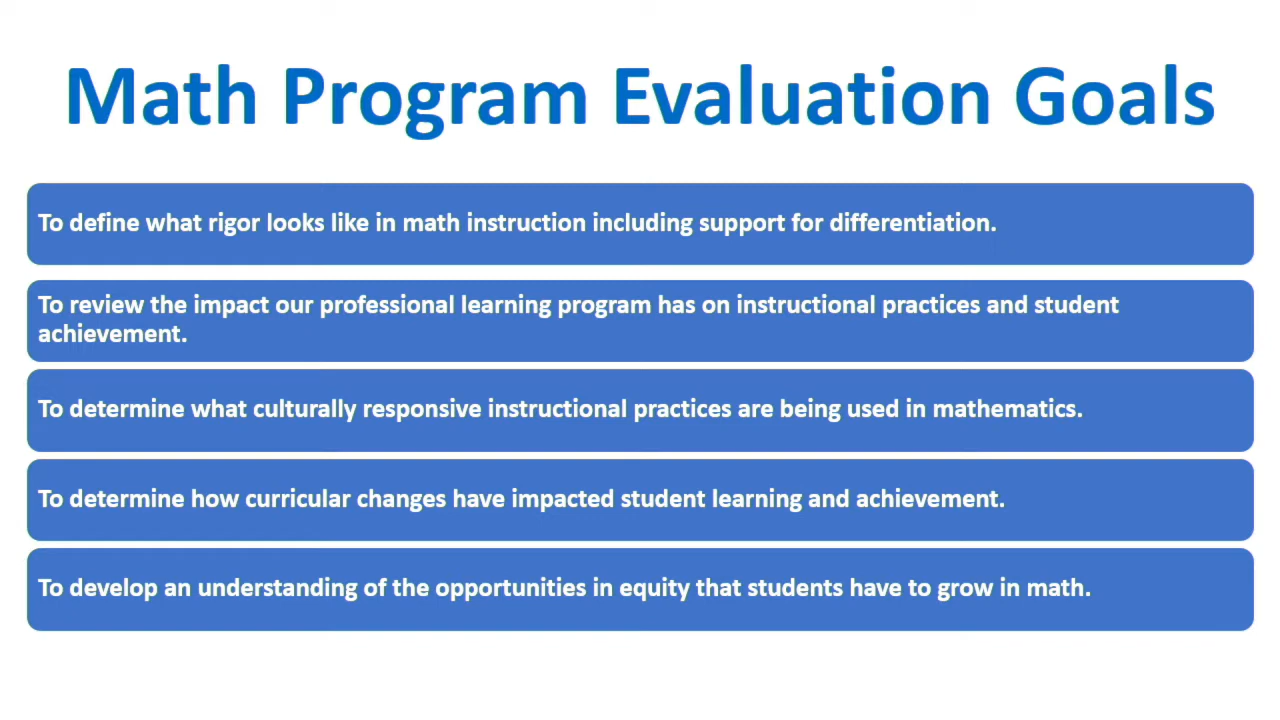 Math Program Evaluation Goals
To define what rigor looks like in math instruction including support for differentiation.
To review the impact our professional learning program has on instructional practices and student
achievement.
To determine what culturally responsive instructional practices are being used in mathematics.
To determine how curricular changes have impacted student learning and achievement.
To develop an understanding of the opportunities in equity that students have to grow in math.